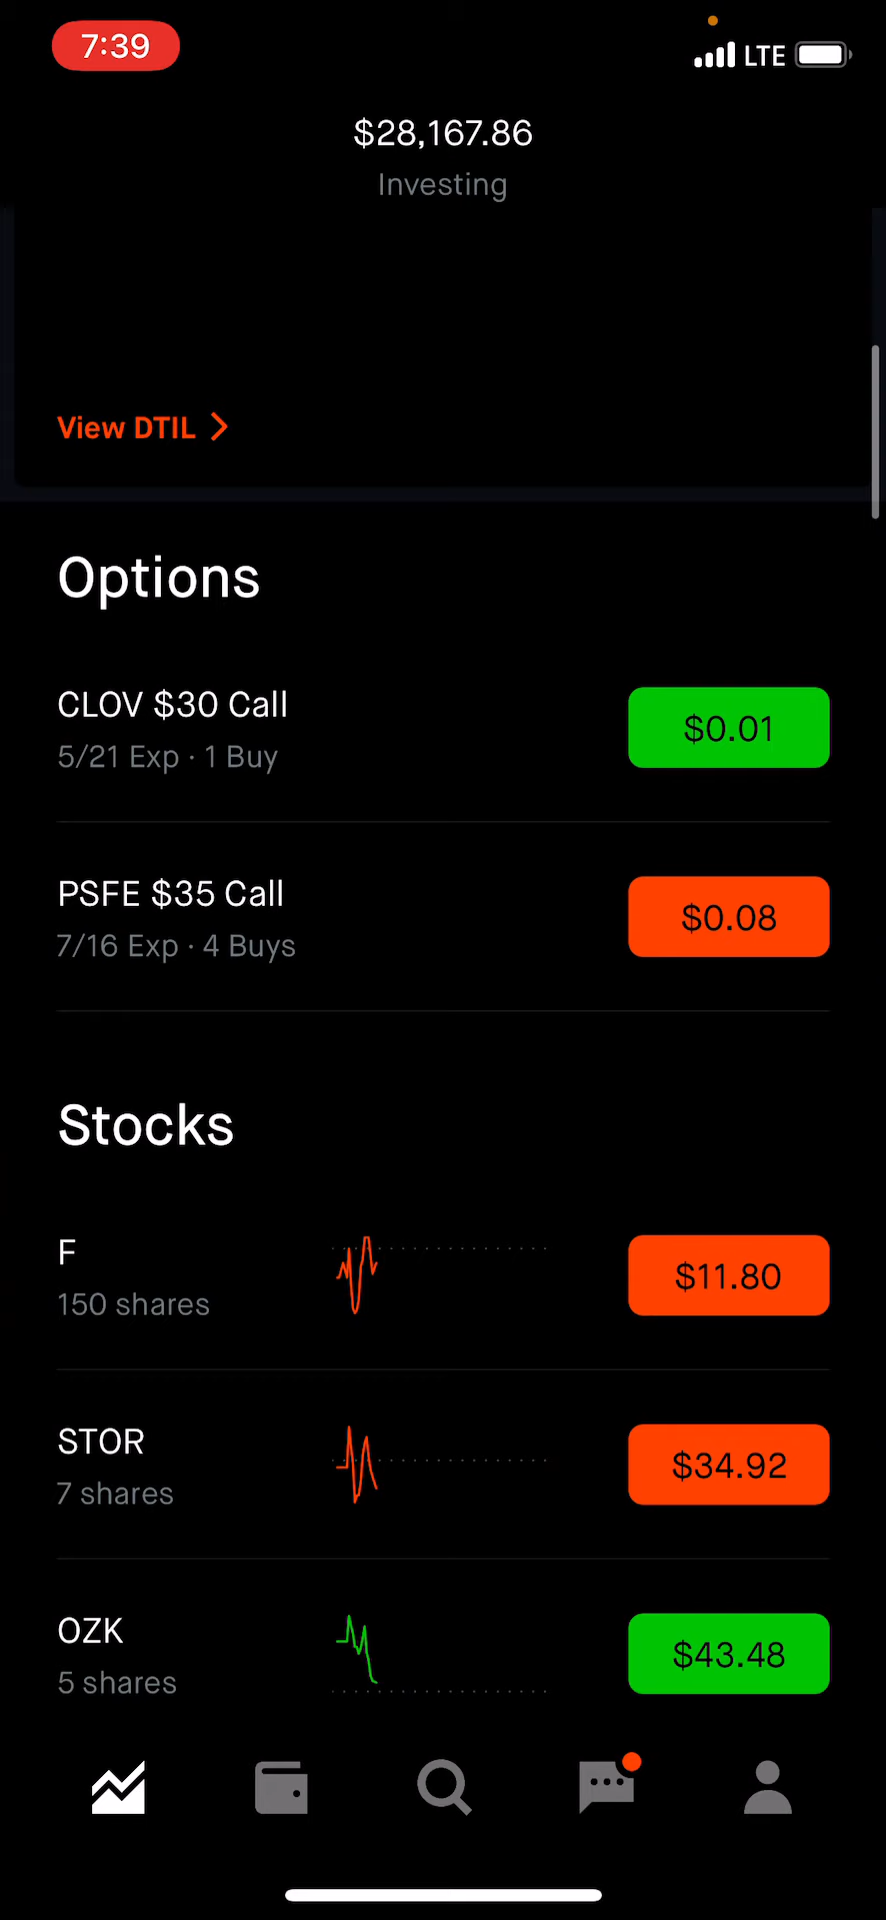 7:39
LTE
$28,167.86
Investing
View DTIL
Options
CLOV $30 Call
$0.01
5/21 Exp · 1 Buy
PSFE $35 Call
$0.08
7/16 Exp · 4 Buys
Stocks
F
$11.80
150 shares
STOR
$34.92
7 shares
OZK
$43.48
5 shares